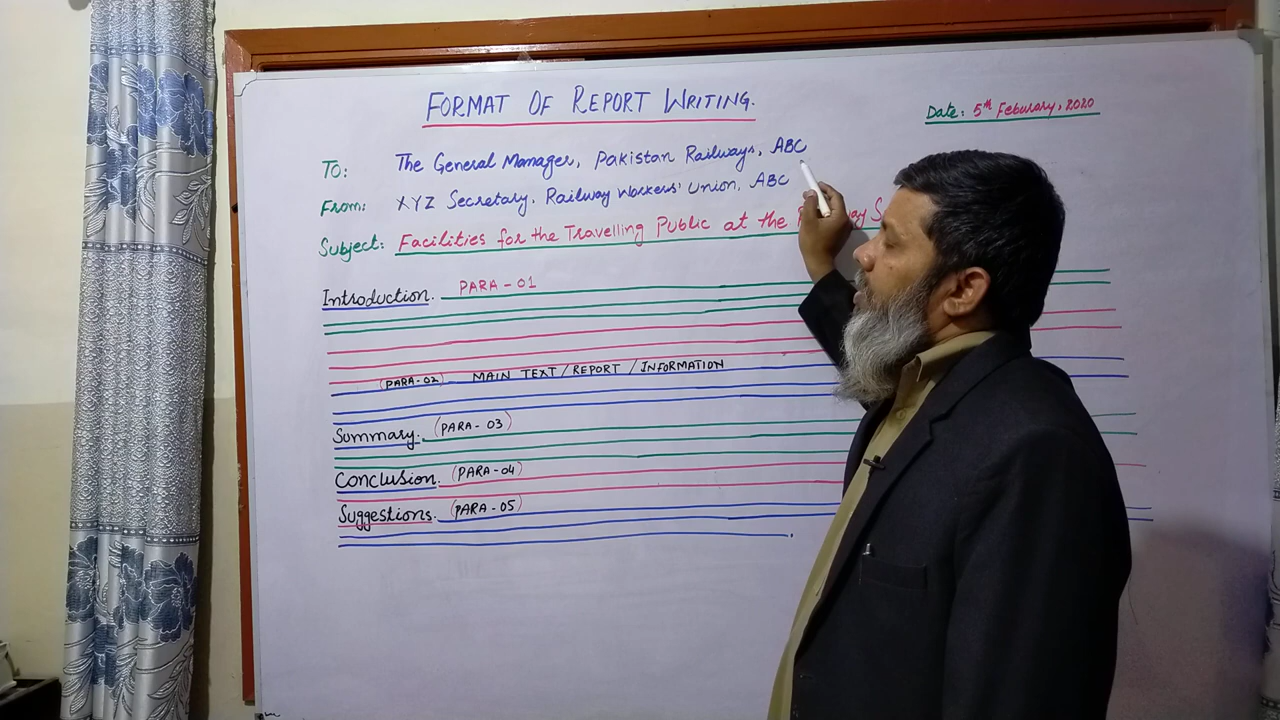 FORMAT OF REPORT WRITING.
Date: 5th Feburary, 2020
To: The General Manager, Pakistan Railways, ABC
From: XYZ Secretary, Railway Workers' Union, ABC
Subject: Facilities for the Travelling Public at the
Introduction. PARA - 01
(PARA - 02) MAIN TEXT / REPORT / INFORMATION
Summary. (PARA - 03)
Conclusion. (PARA - 04)
Suggestions. (PARA - 05)